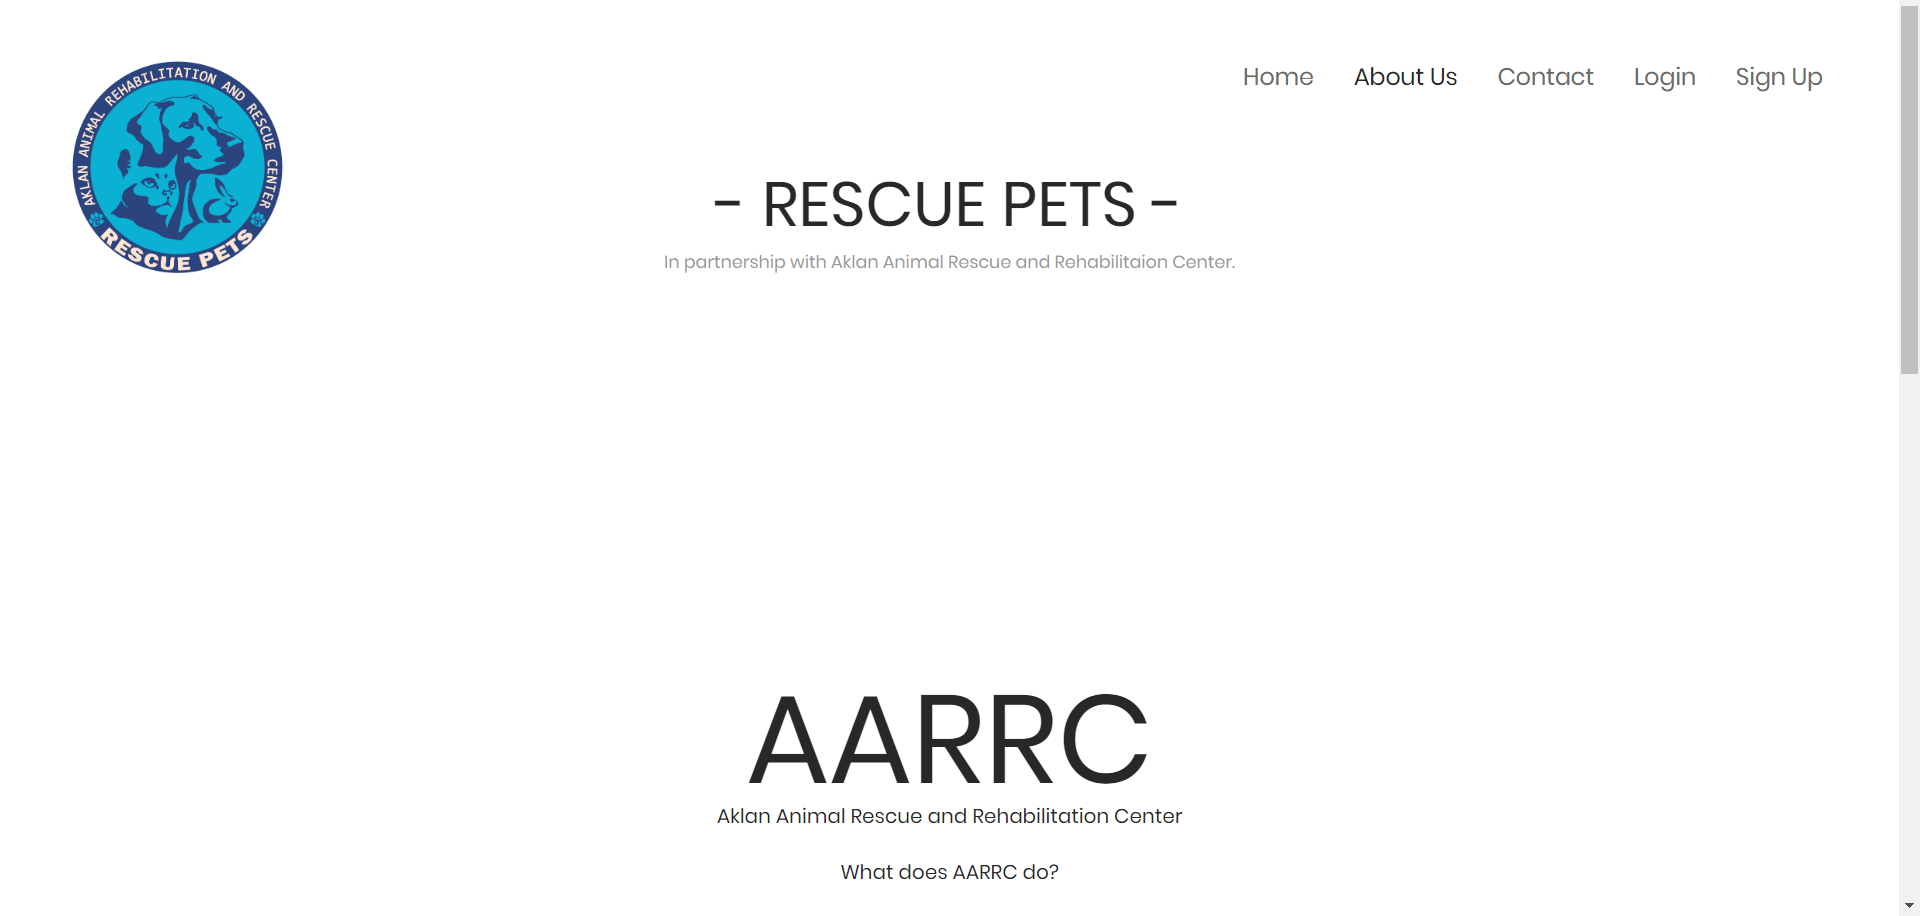 AKLAN ANIMAL REHABILITATION AND RESCUE CENTER
RESCUE PETS
Home About Us Contact Login Sign Up
- RESCUE PETS -
In partnership with Aklan Animal Rescue and Rehabilitaion Center.
AARRC
Aklan Animal Rescue and Rehabilitation Center
What does AARRC do?